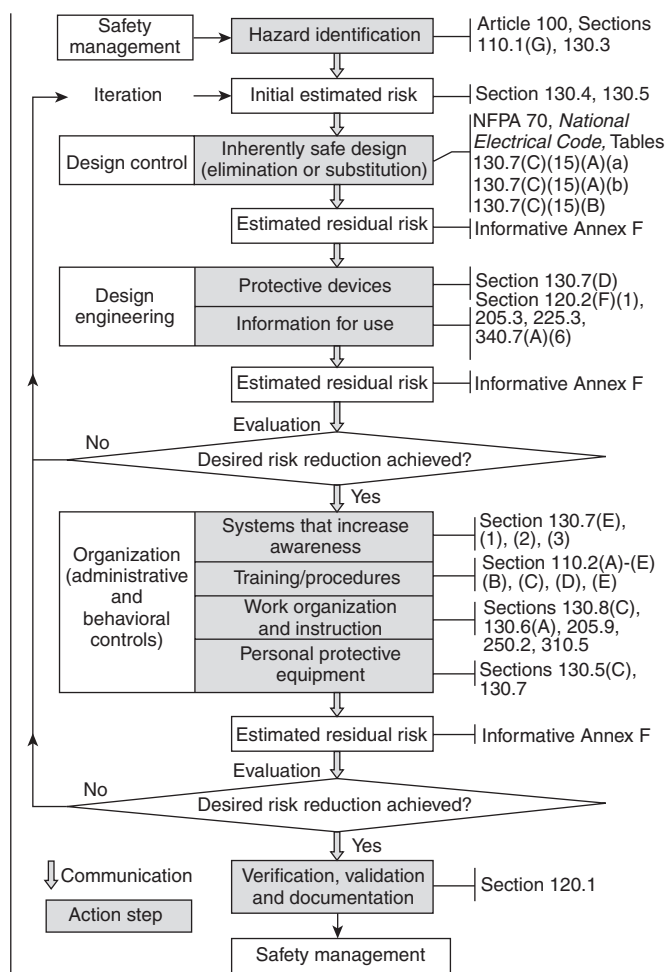 Safety
management
Hazard identification
Article 100, Sections
110.1(G), 130.3
Iteration
Initial estimated risk
Section 130.4, 130.5
Design control
Inherently safe design
(elimination or substitution)
NFPA 70, National
Electrical Code, Tables
130.7(C)(15)(A)(a)
130.7(C)(15)(A)(b)
130.7(C)(15)(B)
Estimated residual risk
Informative Annex F
Design
engineering
Protective devices
Section 130.7(D)
Information for use
Section 120.2(F)(1),
205.3, 225.3,
340.7(A)(6)
Estimated residual risk
Informative Annex F
Evaluation
No
Desired risk reduction achieved?
Yes
Organization
(administrative
and
behavioral
controls)
Systems that increase
awareness
Section 130.7(E),
(1), (2), (3)
Training/procedures
Section 110.2(A)-(E)
(B), (C), (D), (E)
Work organization
and instruction
Sections 130.8(C),
130.6(A), 205.9,
250.2, 310.5
Personal protective
equipment
Sections 130.5(C),
130.7
Estimated residual risk
Informative Annex F
Evaluation
No
Desired risk reduction achieved?
Yes
Communication
Action step
Verification, validation
and documentation
Section 120.1
Safety management